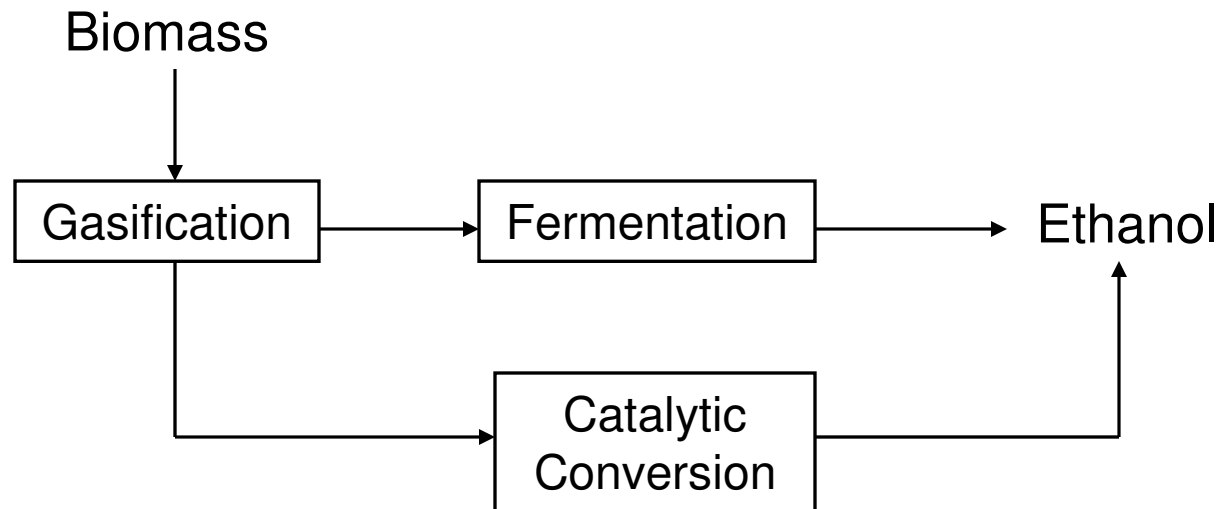 Biomass
Gasification
Fermentation
Ethanol
Catalytic
Conversion